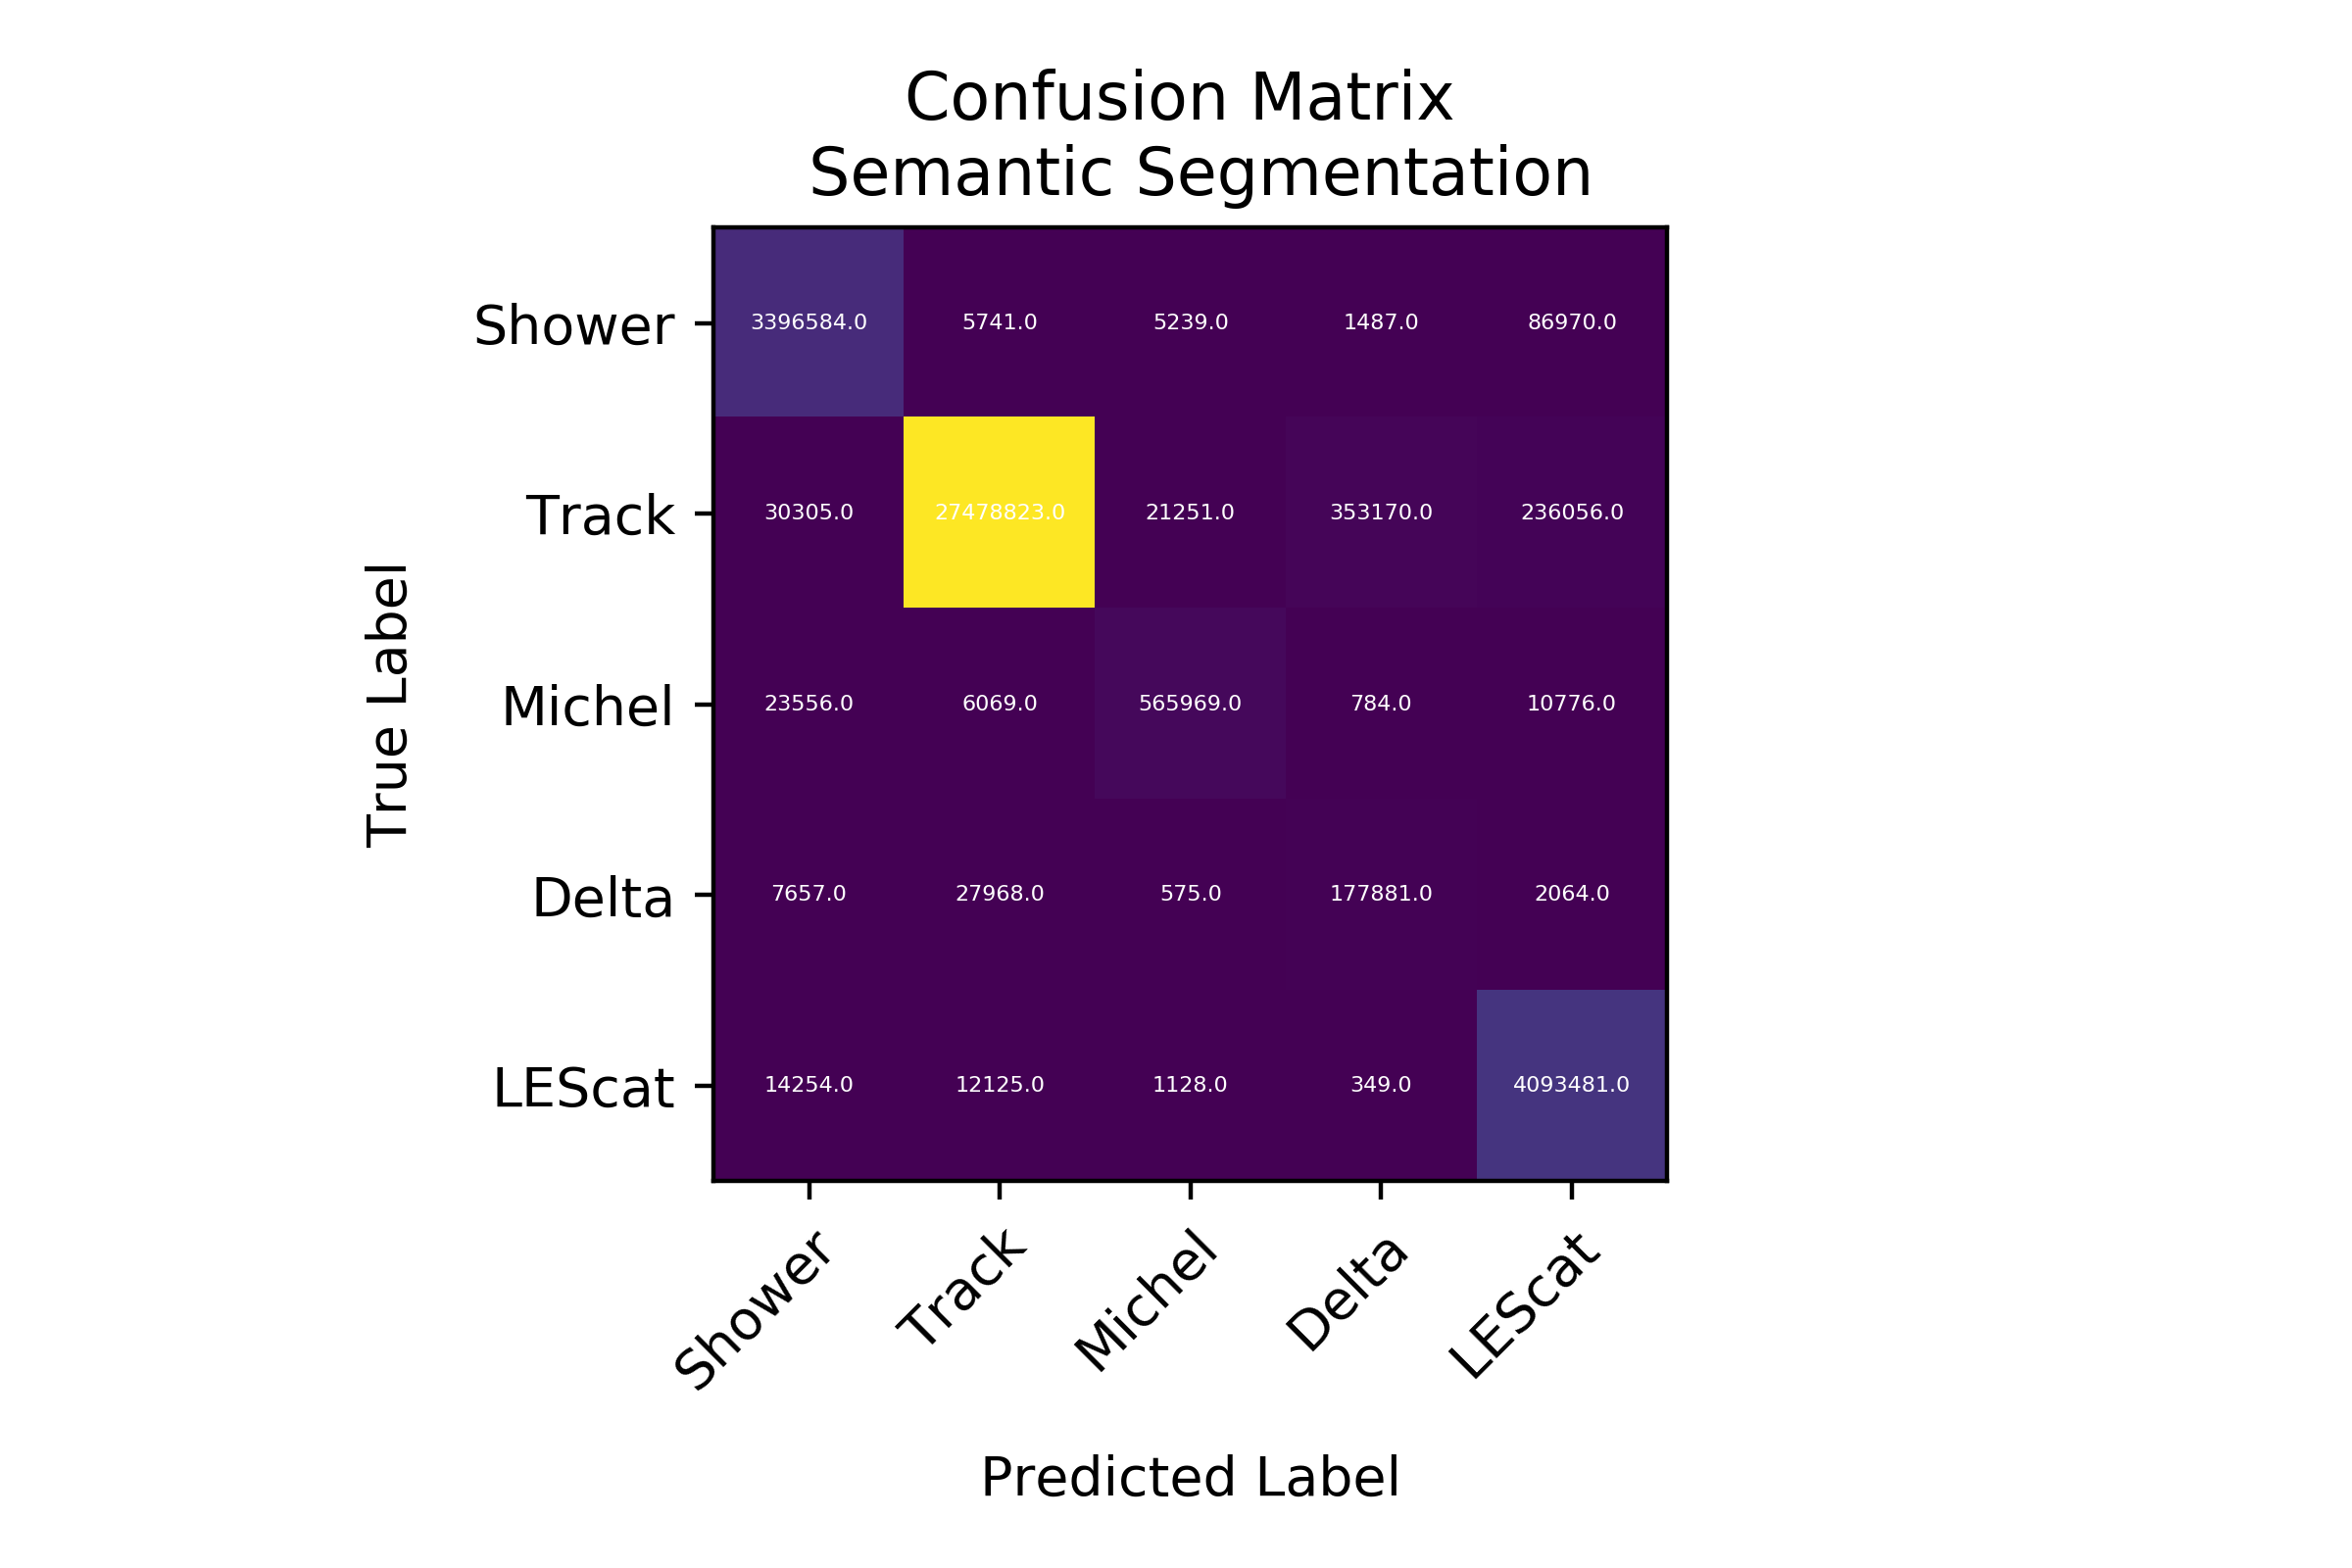 Confusion Matrix
Semantic Segmentation
True Label
Shower 3396584.0 5741.0 5239.0 1487.0 86970.0
Track 30305.0 27478823.0 21251.0 353170.0 236056.0
Michel 23556.0 6069.0 565969.0 784.0 10776.0
Delta 7657.0 27968.0 575.0 177881.0 2064.0
LEScat 14254.0 12125.0 1128.0 349.0 4093481.0
Shower Track Michel Delta LEScat
Predicted Label